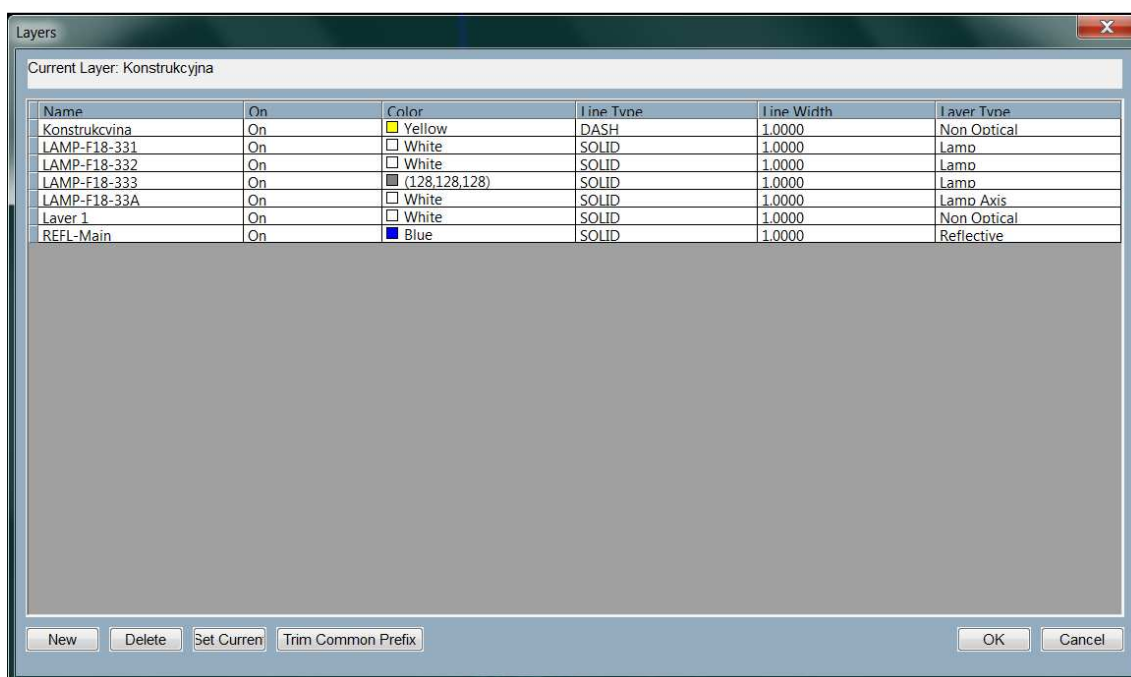 Layers
Current Layer: Konstrukcyjna
Name On Color Line Type Line Width Layer Type
Konstrukcyjna On Yellow DASH 1.0000 Non Optical
LAMP-F18-331 On White SOLID 1.0000 Lamp
LAMP-F18-332 On White SOLID 1.0000 Lamp
LAMP-F18-333 On (128,128,128) SOLID 1.0000 Lamp
LAMP-F18-33A On White SOLID 1.0000 Lamp Axis
Layer 1 On White SOLID 1.0000 Non Optical
REFL-Main On Blue SOLID 1.0000 Reflective
New Delete Set Curren Trim Common Prefix OK Cancel